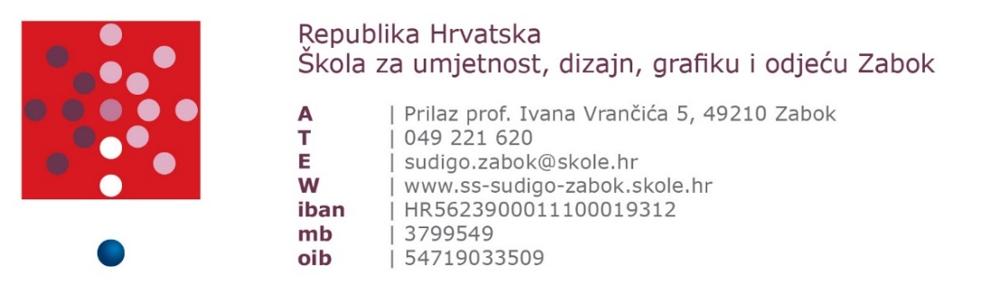 Republika Hrvatska
Škola za umjetnost, dizajn, grafiku i odjeću Zabok
A | Prilaz prof. Ivana Vrančića 5, 49210 Zabok
T | 049 221 620
E | sudigo.zabok@skole.hr
W | www.ss-sudigo-zabok.skole.hr
iban | HR5623900011100019312
mb | 3799549
oib | 54719033509